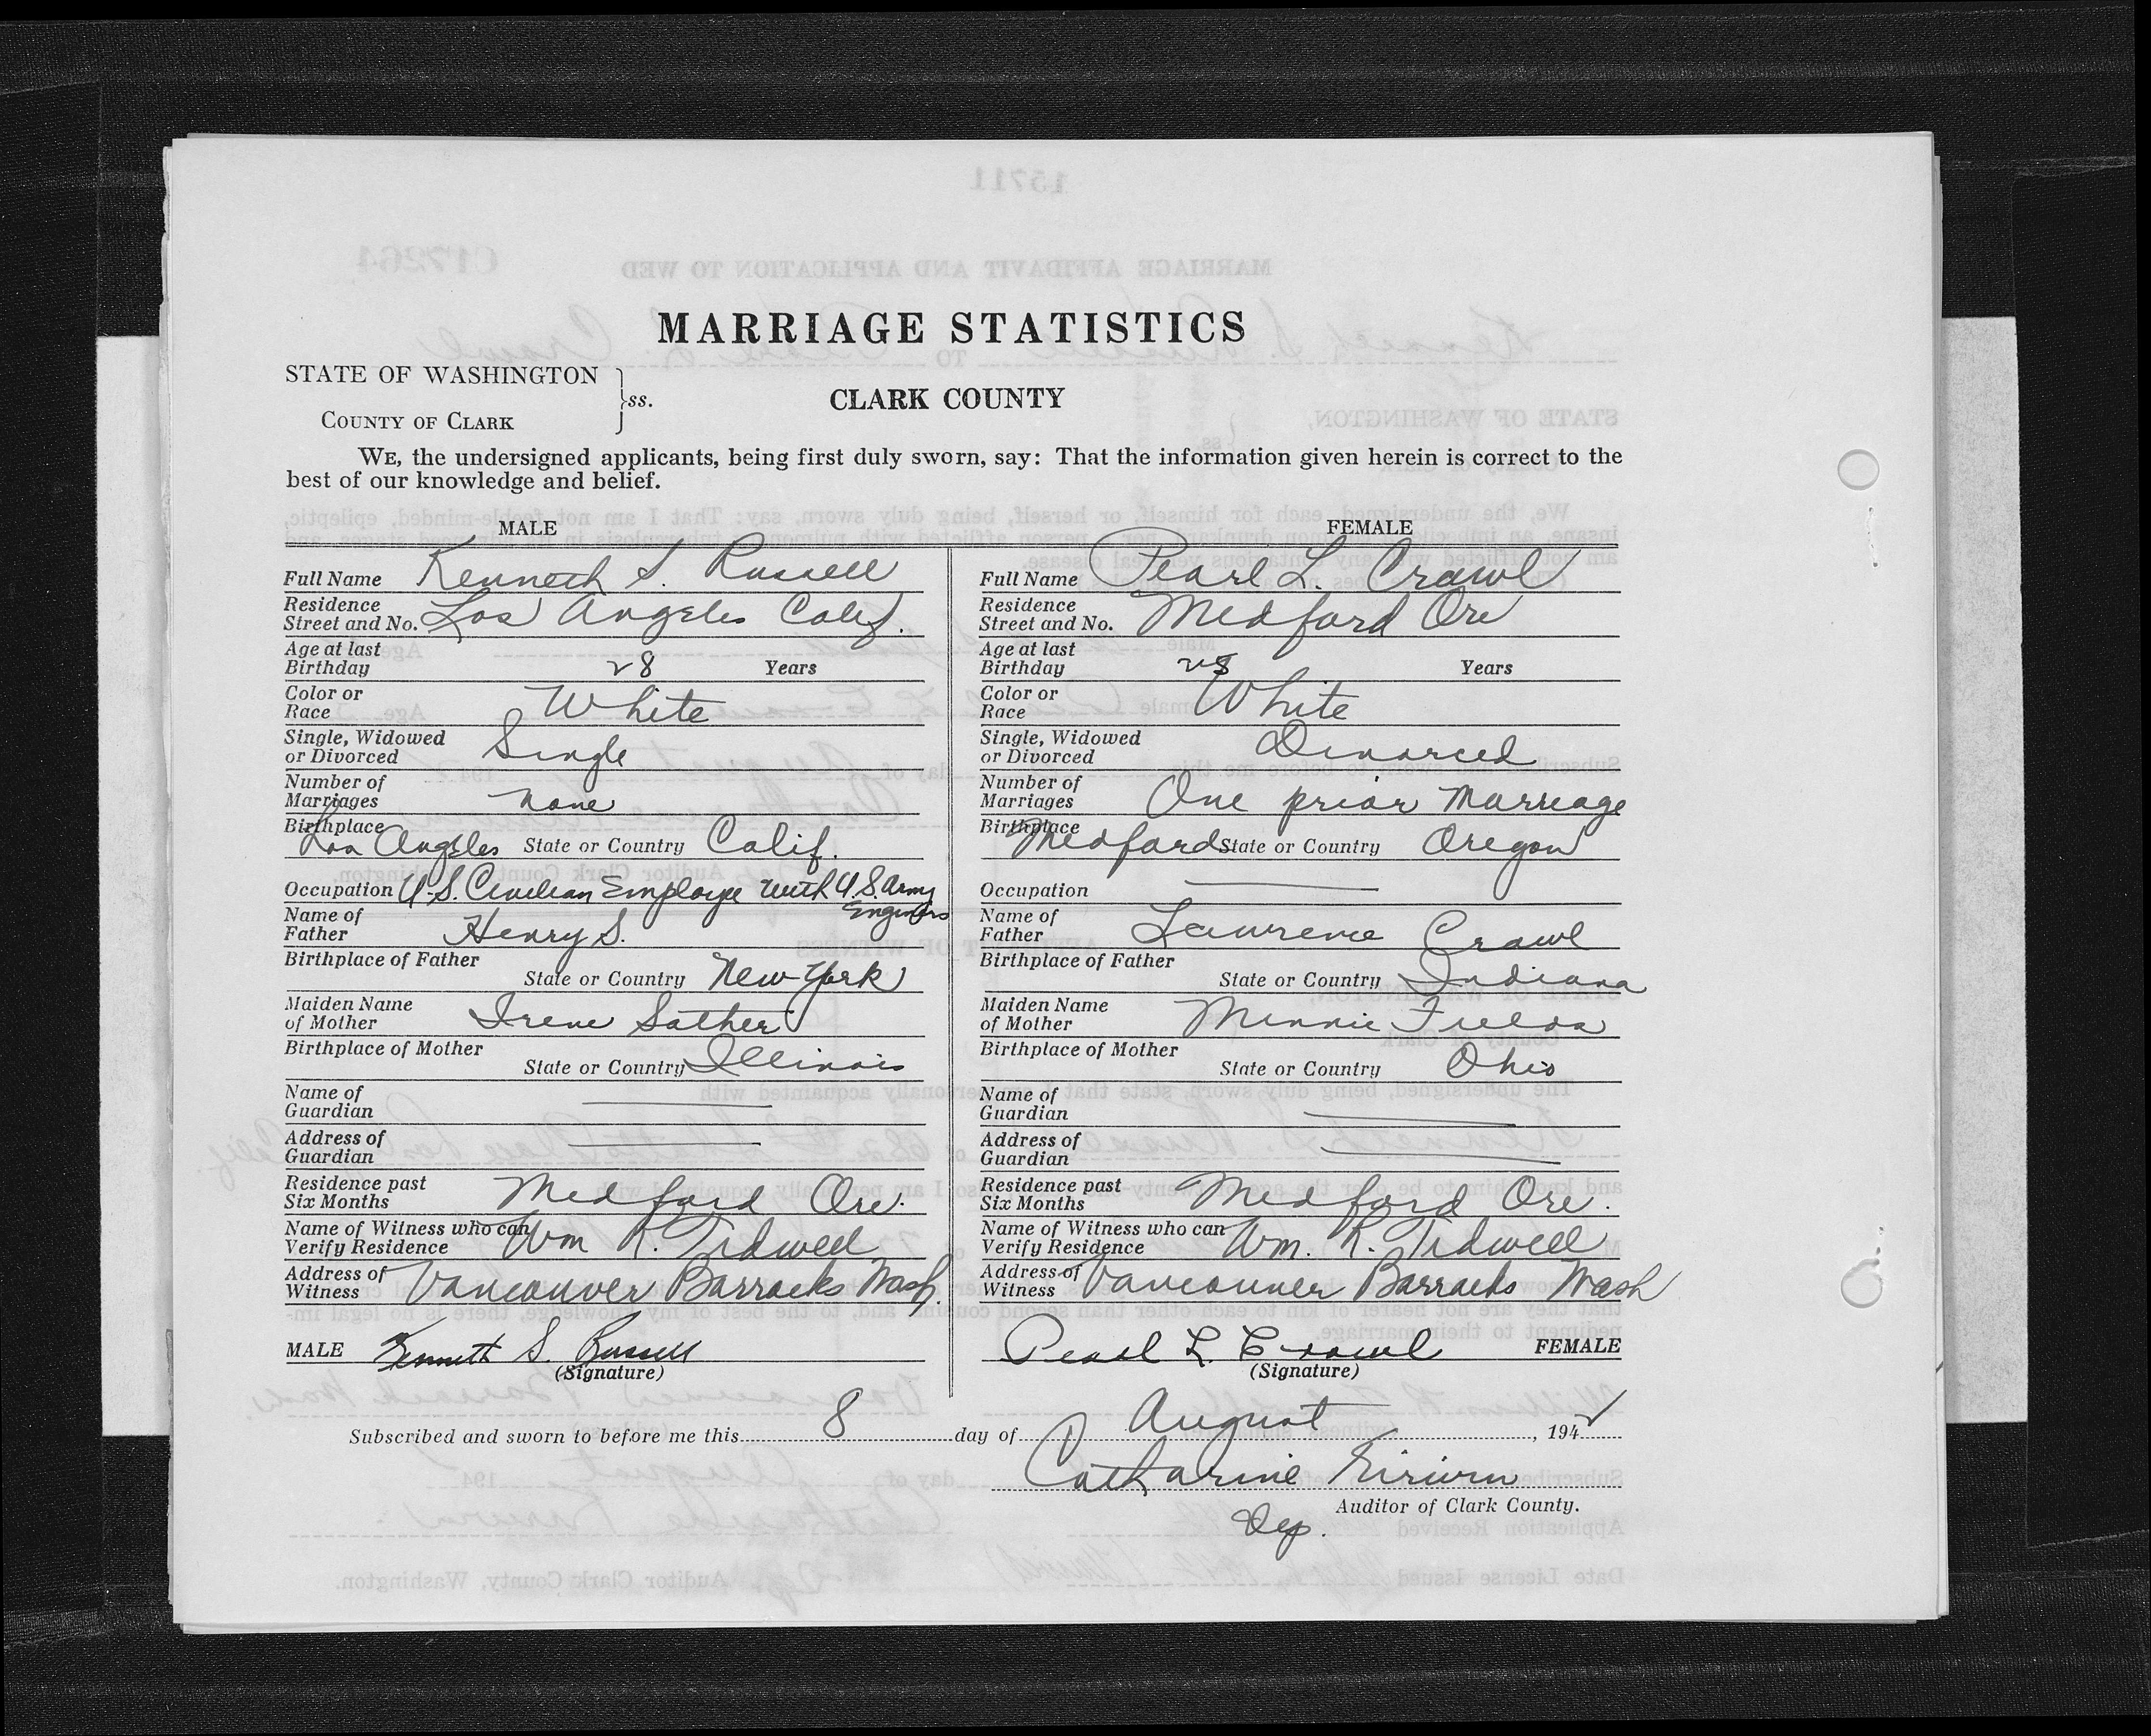 MARRIAGE STATISTICS
STATE OF WASHINGTON
COUNTY OF CLARK
ss.
CLARK COUNTY
WE, the undersigned applicants, being first duly sworn, say: That the information given herein is correct to the
best of our knowledge and belief.
MALE
Full Name Kenneth S. Russell
Residence
Street and No. Los Angeles Calif.
Age at last
Birthday 28 Years
Color or
Race White
Single, Widowed
or Divorced Single
Number of
Marriages none
Birthplace
Los Angeles State or Country Calif.
Occupation U.S. Civilian Employe with U.S. Army
Engineers
Name of
Father Henry S.
Birthplace of Father
State or Country New York
Maiden Name
of Mother Irene Sather
Birthplace of Mother
State or Country Illinois
Name of
Guardian
Address of
Guardian
Residence past
Six Months Medford Ore.
Name of Witness who can
Verify Residence Wm R. Tidwell
Address of
Witness Vancouver Barracks Wash
MALE Kenneth S. Russell
(Signature)
FEMALE
Full Name Pearl L. Crawl
Residence
Street and No. Medford Ore
Age at last
Birthday 28 Years
Color or
Race White
Single, Widowed
or Divorced Divorced
Number of
Marriages One prior Marriage
Birthplace
Medford State or Country Oregon
Occupation
Name of
Father Lawrence Crawl
Birthplace of Father
State or Country Indiana
Maiden Name
of Mother Minnie
Birthplace of Mother
State or Country Ohio
Name of
Guardian
Address of
Guardian
Residence past
Six Months Medford Ore.
Name of Witness who can
Verify Residence Wm. R. Tidwell
Address of
Witness Vancouver Barracks Wash
Pearl L. Crawl FEMALE
(Signature)
Subscribed and sworn to before me this 8 day of August, 1942
Catharine
Auditor of Clark County.
Dep.